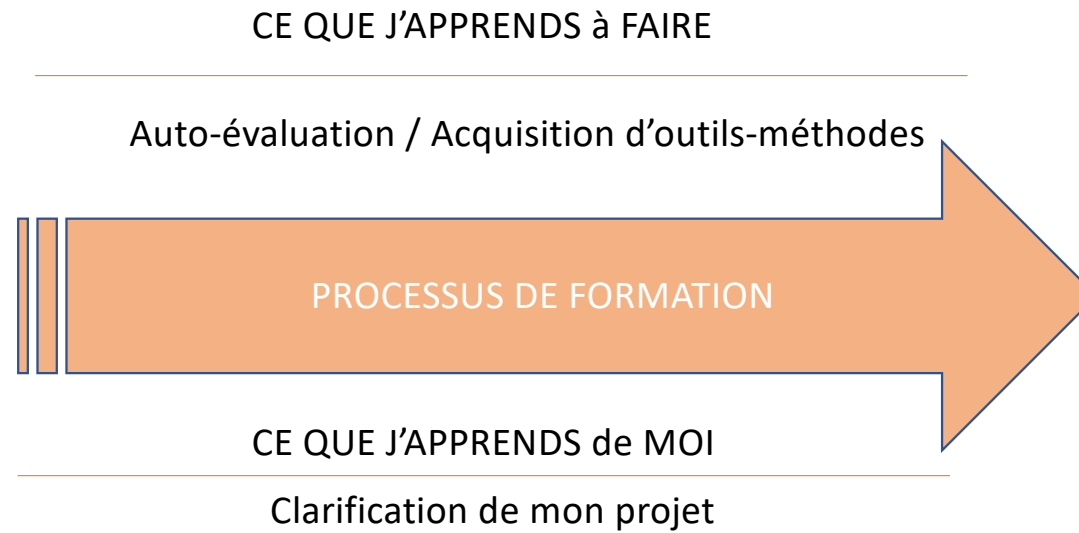 CE QUE J’APPRENDS à FAIRE
Auto-évaluation / Acquisition d’outils-méthodes
PROCESSUS DE FORMATION
CE QUE J’APPRENDS de MOI
Clarification de mon projet